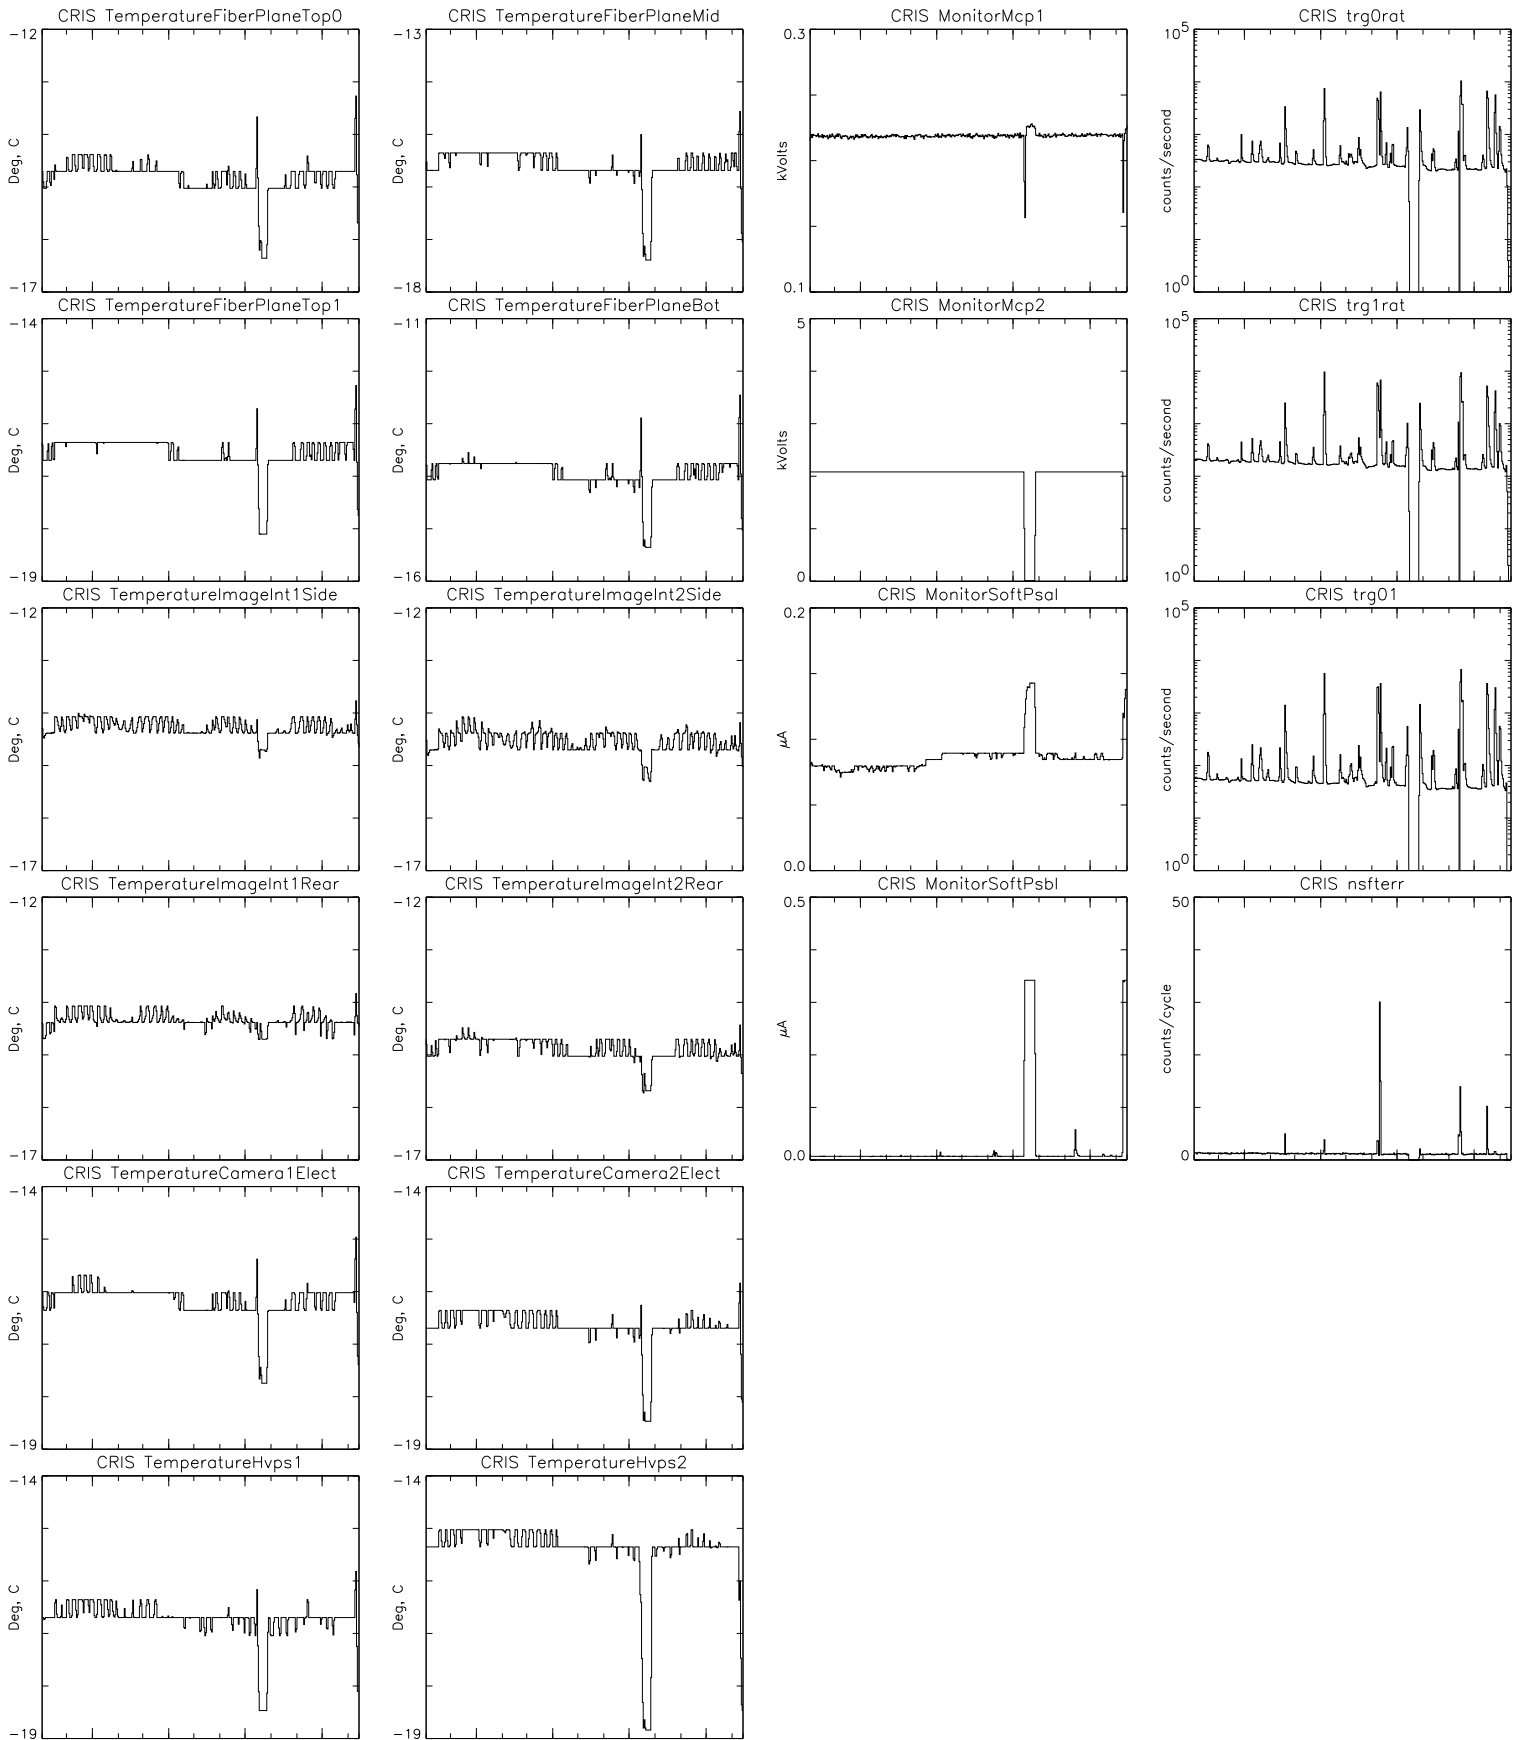 CRIS TemperatureFiberPlaneTop0
-12
Deg, C
-17
CRIS TemperatureFiberPlaneMid
-13
Deg, C
-18
CRIS MonitorMcp1
0.3
kVolts
0.1
CRIS trg0rat
10^5
counts/second
10^0
CRIS TemperatureFiberPlaneTop1
-14
Deg, C
-19
CRIS TemperatureFiberPlaneBot
-11
Deg, C
-16
CRIS MonitorMcp2
5
kVolts
0
CRIS trg1rat
10^5
counts/second
10^0
CRIS TemperatureImageInt1Side
-12
Deg, C
-17
CRIS TemperatureImageInt2Side
-12
Deg, C
-17
CRIS MonitorSoftPsaI
0.2
μA
0.0
CRIS trg01
10^5
counts/second
10^0
CRIS TemperatureImageInt1Rear
-12
Deg, C
-17
CRIS TemperatureImageInt2Rear
-12
Deg, C
-17
CRIS MonitorSoftPsbI
0.5
μA
0.0
CRIS nsfterr
50
counts/cycle
0
CRIS TemperatureCamera1Elect
-14
Deg, C
-19
CRIS TemperatureCamera2Elect
-14
Deg, C
-19
CRIS TemperatureHvps1
-14
Deg, C
-19
CRIS TemperatureHvps2
-14
Deg, C
-19